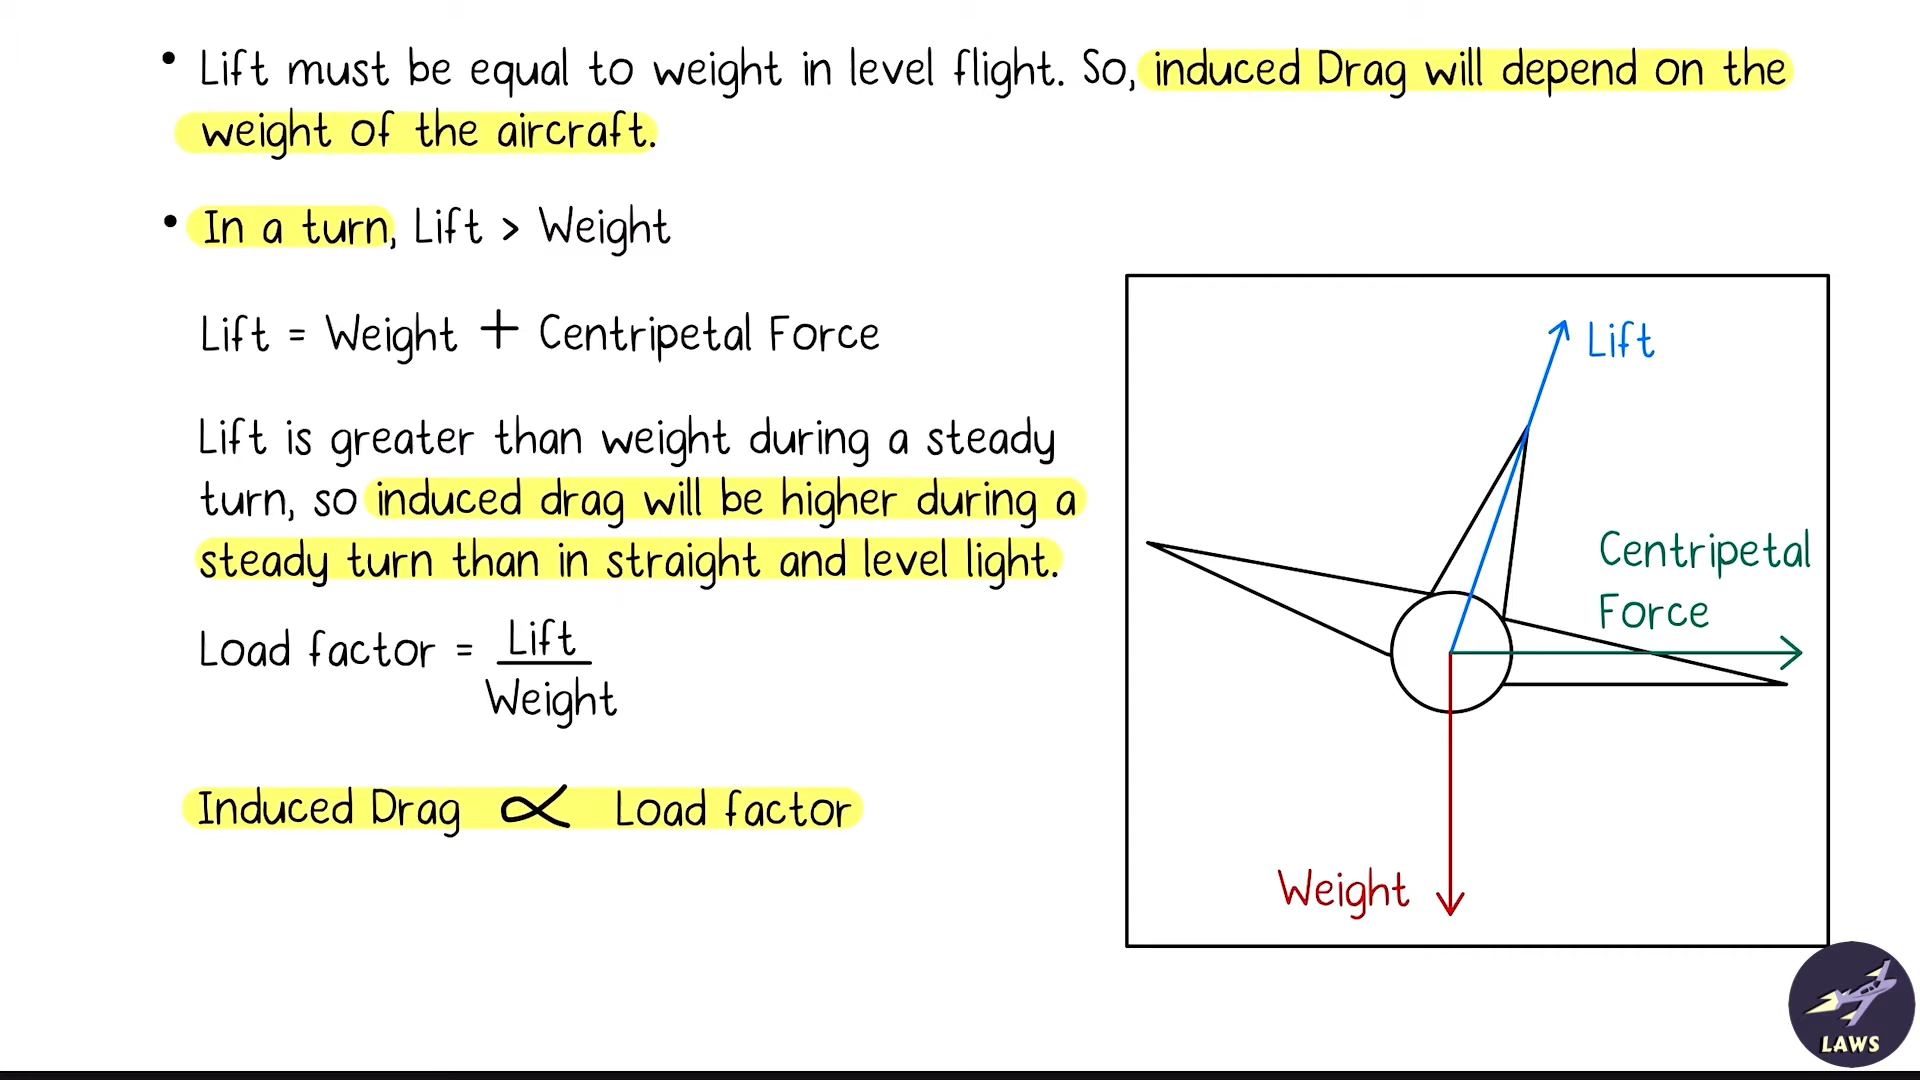 • Lift must be equal to weight in level flight. So, induced Drag will depend on the
weight of the aircraft.
• In a turn, Lift > Weight
Lift = Weight + Centripetal Force
Lift is greater than weight during a steady
turn, so induced drag will be higher during a
steady turn than in straight and level light.
Load factor = Lift
Weight
Induced Drag ∝ Load factor
Lift
Centripetal
Force
Weight
LAWS